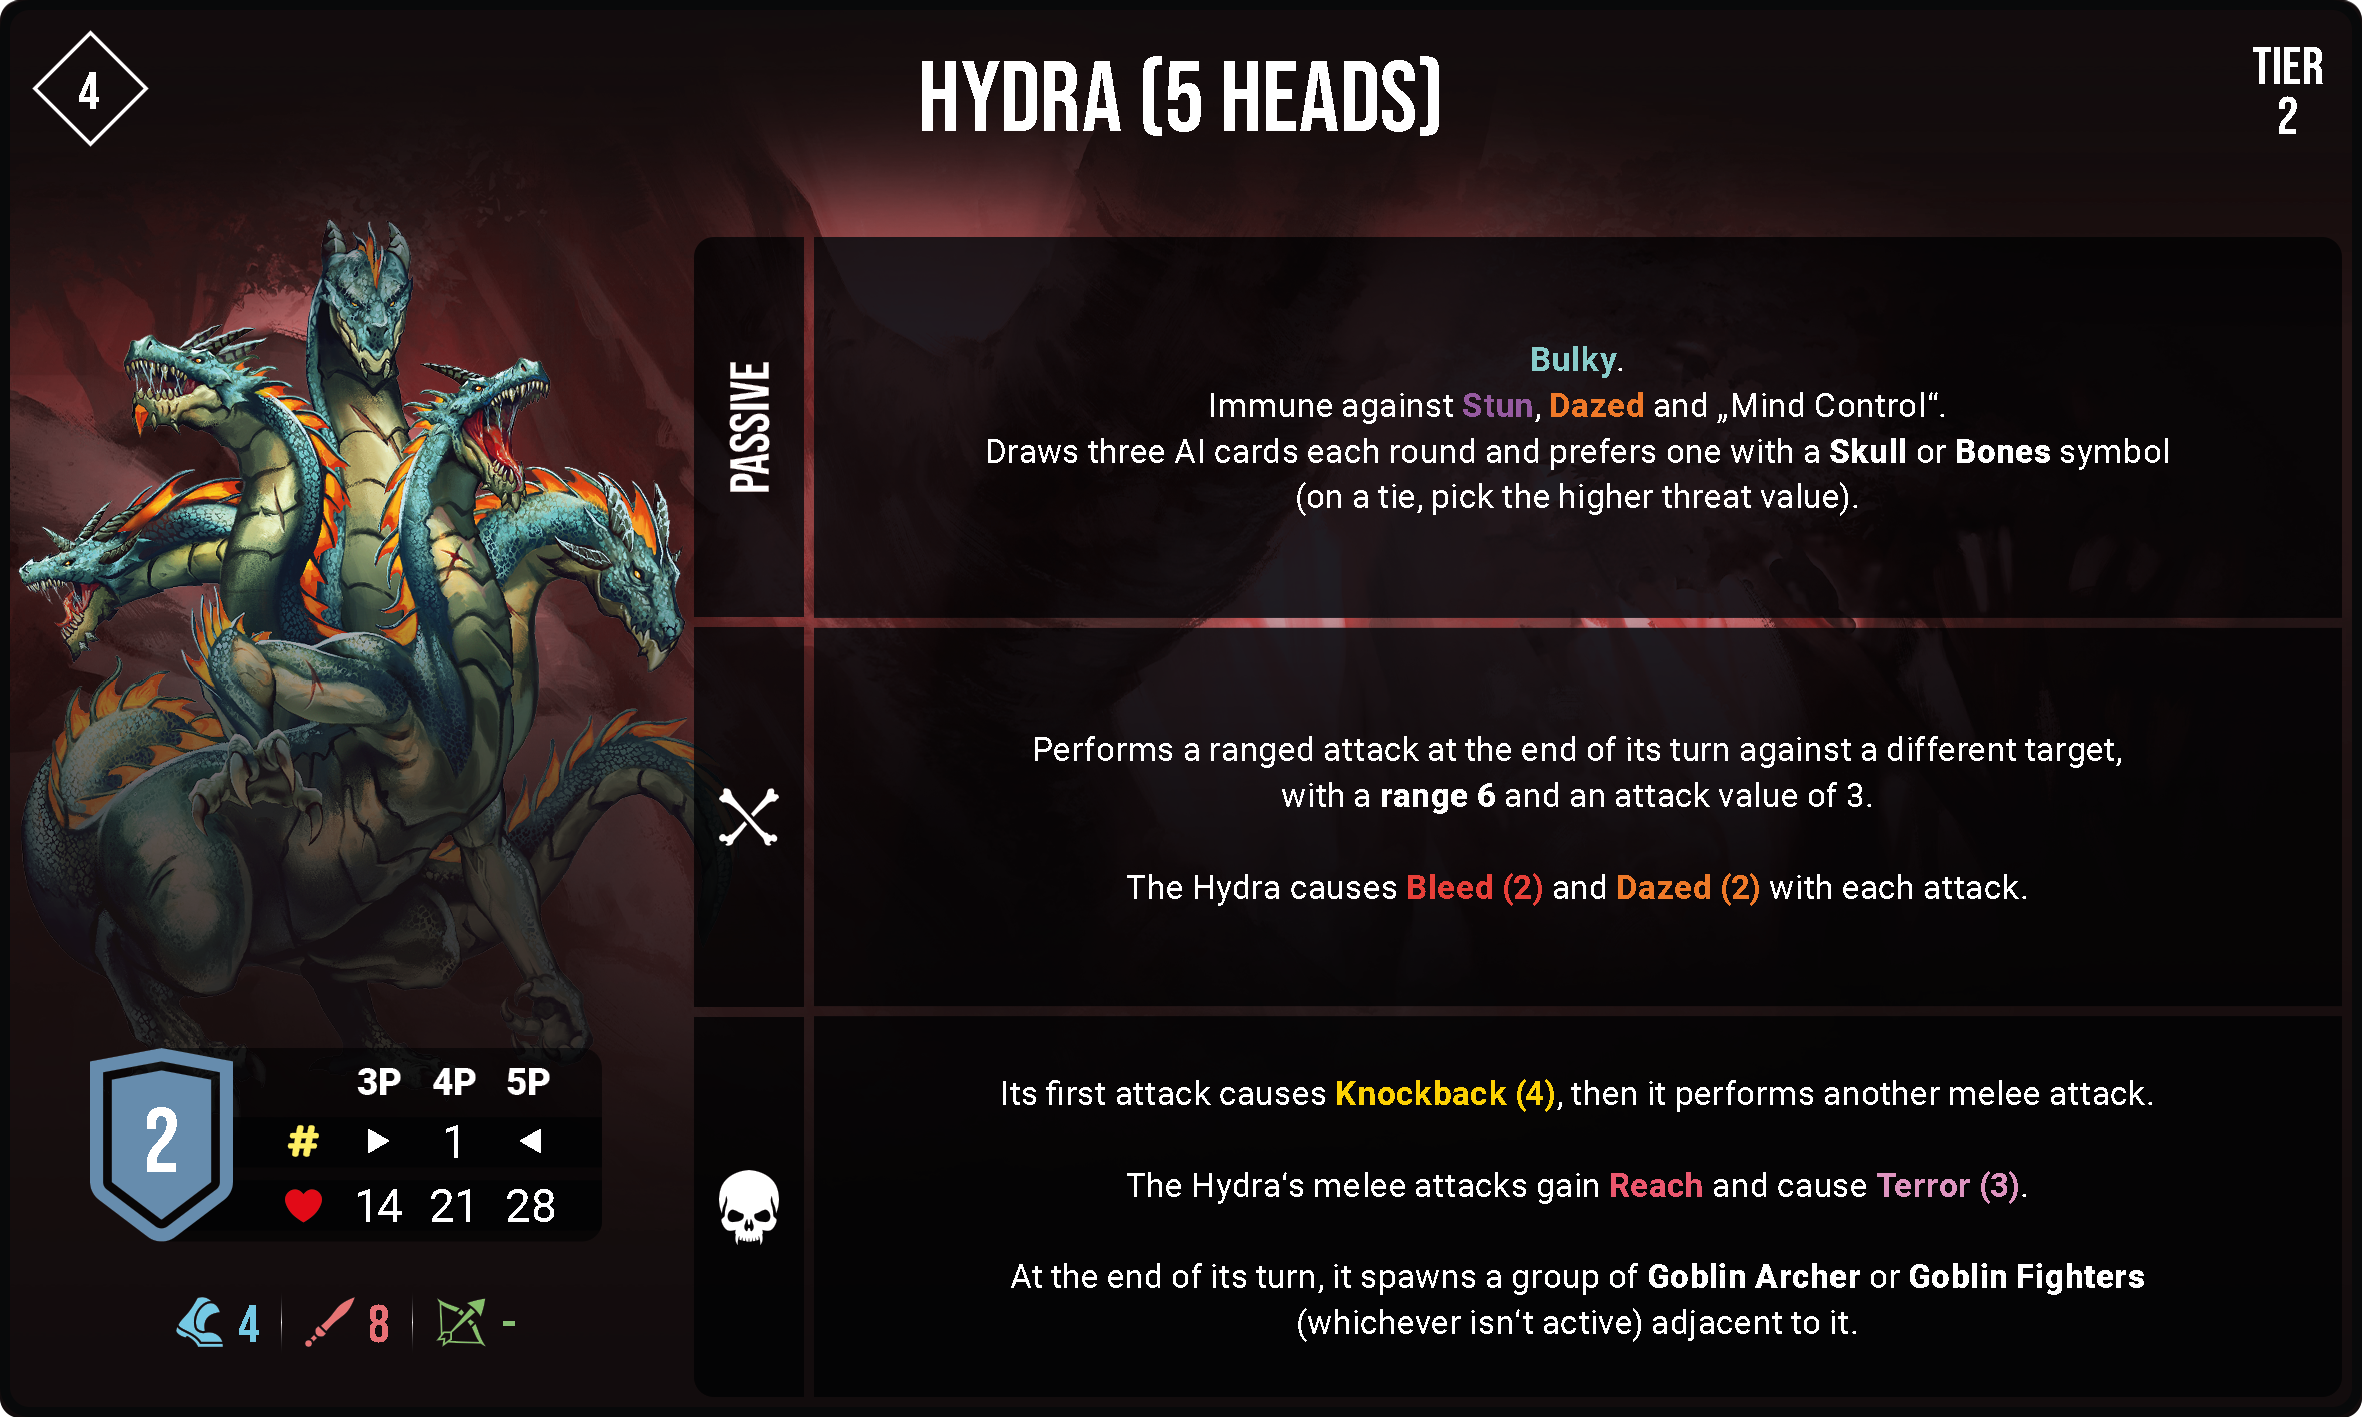 4
HYDRA (5 HEADS)
TIER
2
PASSIVE
Bulky.
Immune against Stun, Dazed and „Mind Control“.
Draws three AI cards each round and prefers one with a Skull or Bones symbol
(on a tie, pick the higher threat value).
Performs a ranged attack at the end of its turn against a different target,
with a range 6 and an attack value of 3.
The Hydra causes Bleed (2) and Dazed (2) with each attack.
Its first attack causes Knockback (4), then it performs another melee attack.
The Hydra‘s melee attacks gain Reach and cause Terror (3).
At the end of its turn, it spawns a group of Goblin Archer or Goblin Fighters
(whichever isn‘t active) adjacent to it.
2
3P 4P 5P
# ▶ 1 ◀
14 21 28
4 8 -